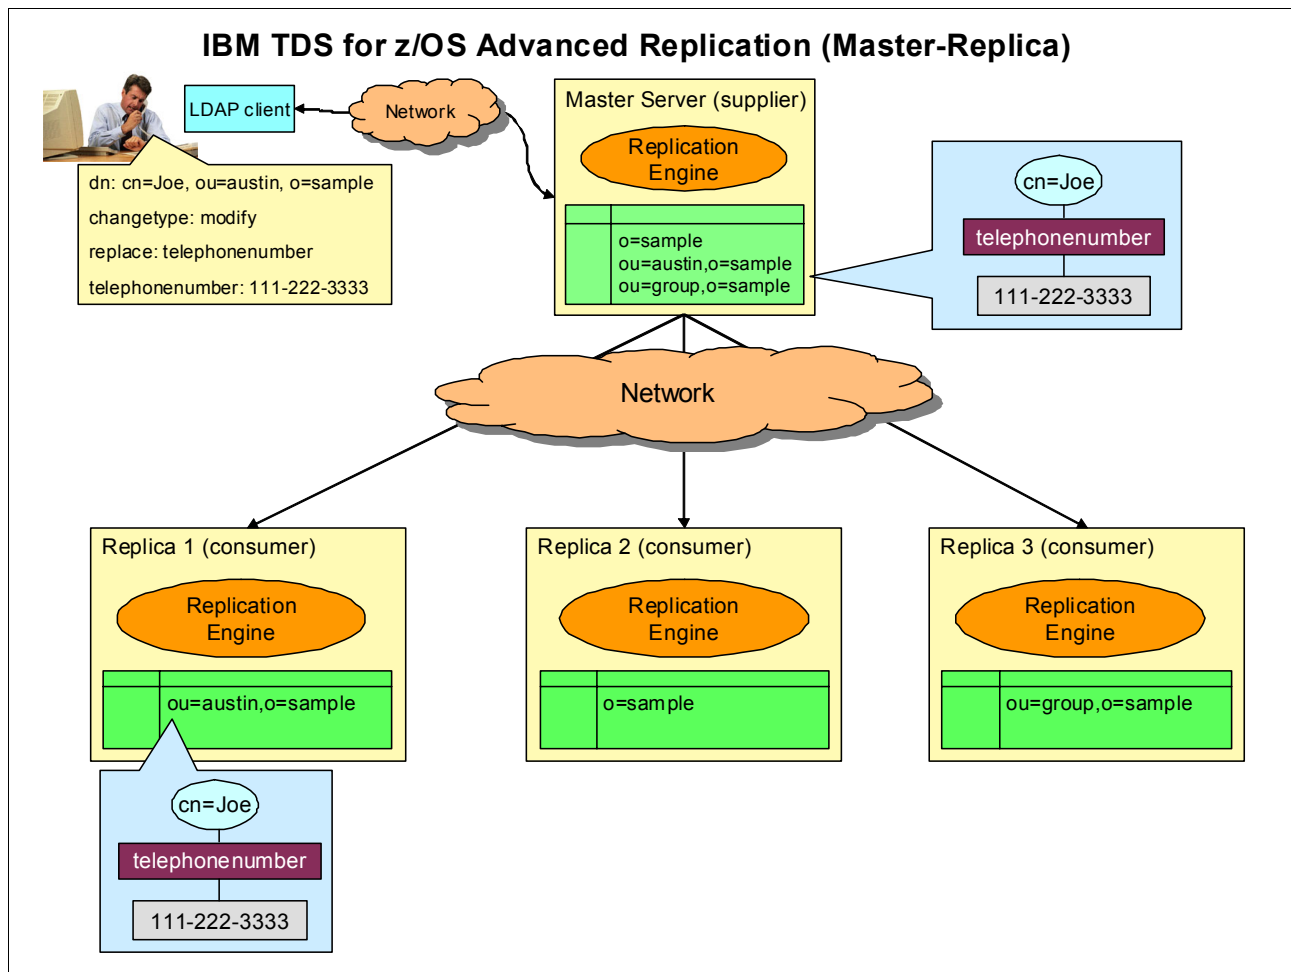 IBM TDS for z/OS Advanced Replication (Master-Replica)
LDAP client
Network
Master Server (supplier)
Replication
Engine
o=sample
ou=austin,o=sample
ou=group,o=sample
cn=Joe
telephonenumber
111-222-3333
dn: cn=Joe, ou=austin, o=sample
changetype: modify
replace: telephonenumber
telephonenumber: 111-222-3333
Network
Replica 1 (consumer)
Replication
Engine
ou=austin,o=sample
cn=Joe
telephonenumber
111-222-3333
Replica 2 (consumer)
Replication
Engine
o=sample
Replica 3 (consumer)
Replication
Engine
ou=group,o=sample